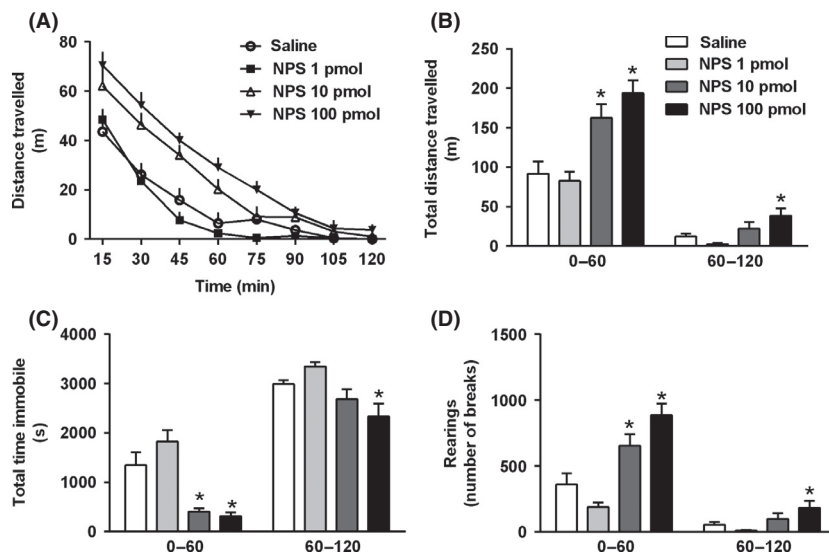 (A)
80
60
40
20
0
Distance travelled
(m)
15 30 45 60 75 90 105 120
Time (min)
Saline
NPS 1 pmol
NPS 10 pmol
NPS 100 pmol
(B)
250
200
150
100
50
0
Total distance travelled
(m)
Saline
NPS 1 pmol
NPS 10 pmol
NPS 100 pmol
* *
*
0–60 60–120
(C)
4000
3000
2000
1000
0
Total time immobile
(s)
* *
*
0–60 60–120
(D)
1500
1000
500
0
Rearings
(number of breaks)
* *
*
0–60 60–120